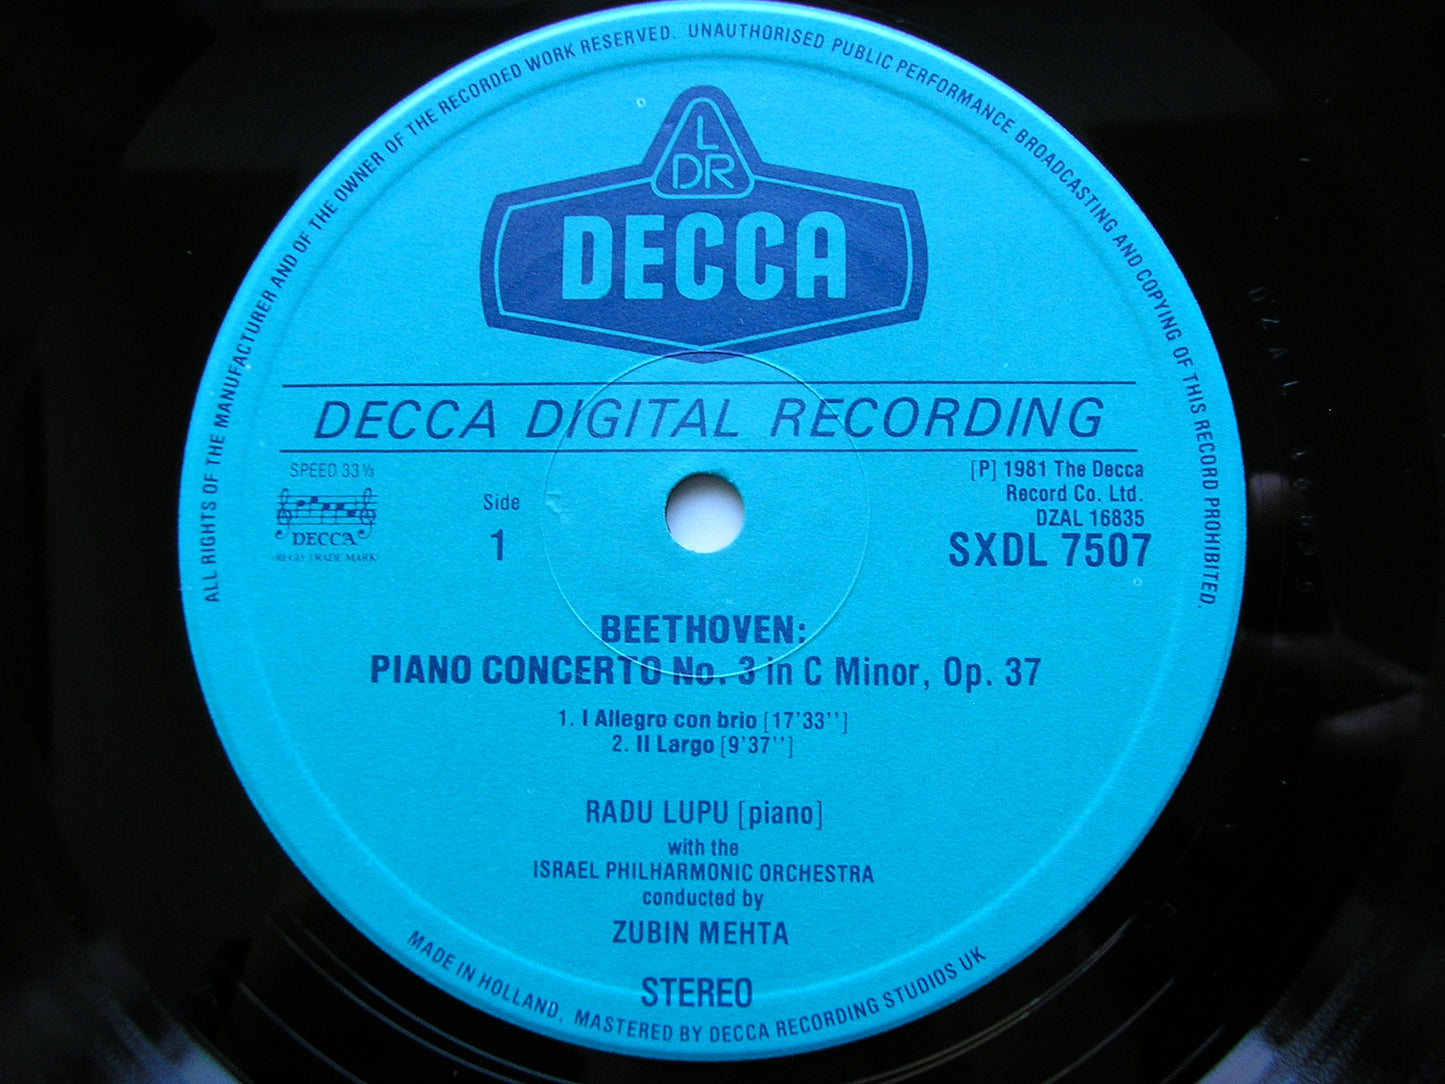 ALL RIGHTS OF THE MANUFACTURER AND OF THE OWNER OF THE RECORDED WORK RESERVED. UNAUTHORISED PUBLIC PERFORMANCE BROADCASTING AND COPYING OF THIS RECORD PROHIBITED.
L
DR
DECCA
DECCA DIGITAL RECORDING
SPEED 33⅓
DECCA
REGD TRADE MARK
Side
1
[P] 1981 The Decca
Record Co. Ltd.
DZAL 16835
SXDL 7507
BEETHOVEN:
PIANO CONCERTO No. 3 in C Minor, Op. 37
1. I Allegro con brio [17'33'']
2. II Largo [9'37'']
RADU LUPU [piano]
with the
ISRAEL PHILHARMONIC ORCHESTRA
conducted by
ZUBIN MEHTA
STEREO
MADE IN HOLLAND. MASTERED BY DECCA RECORDING STUDIOS UK